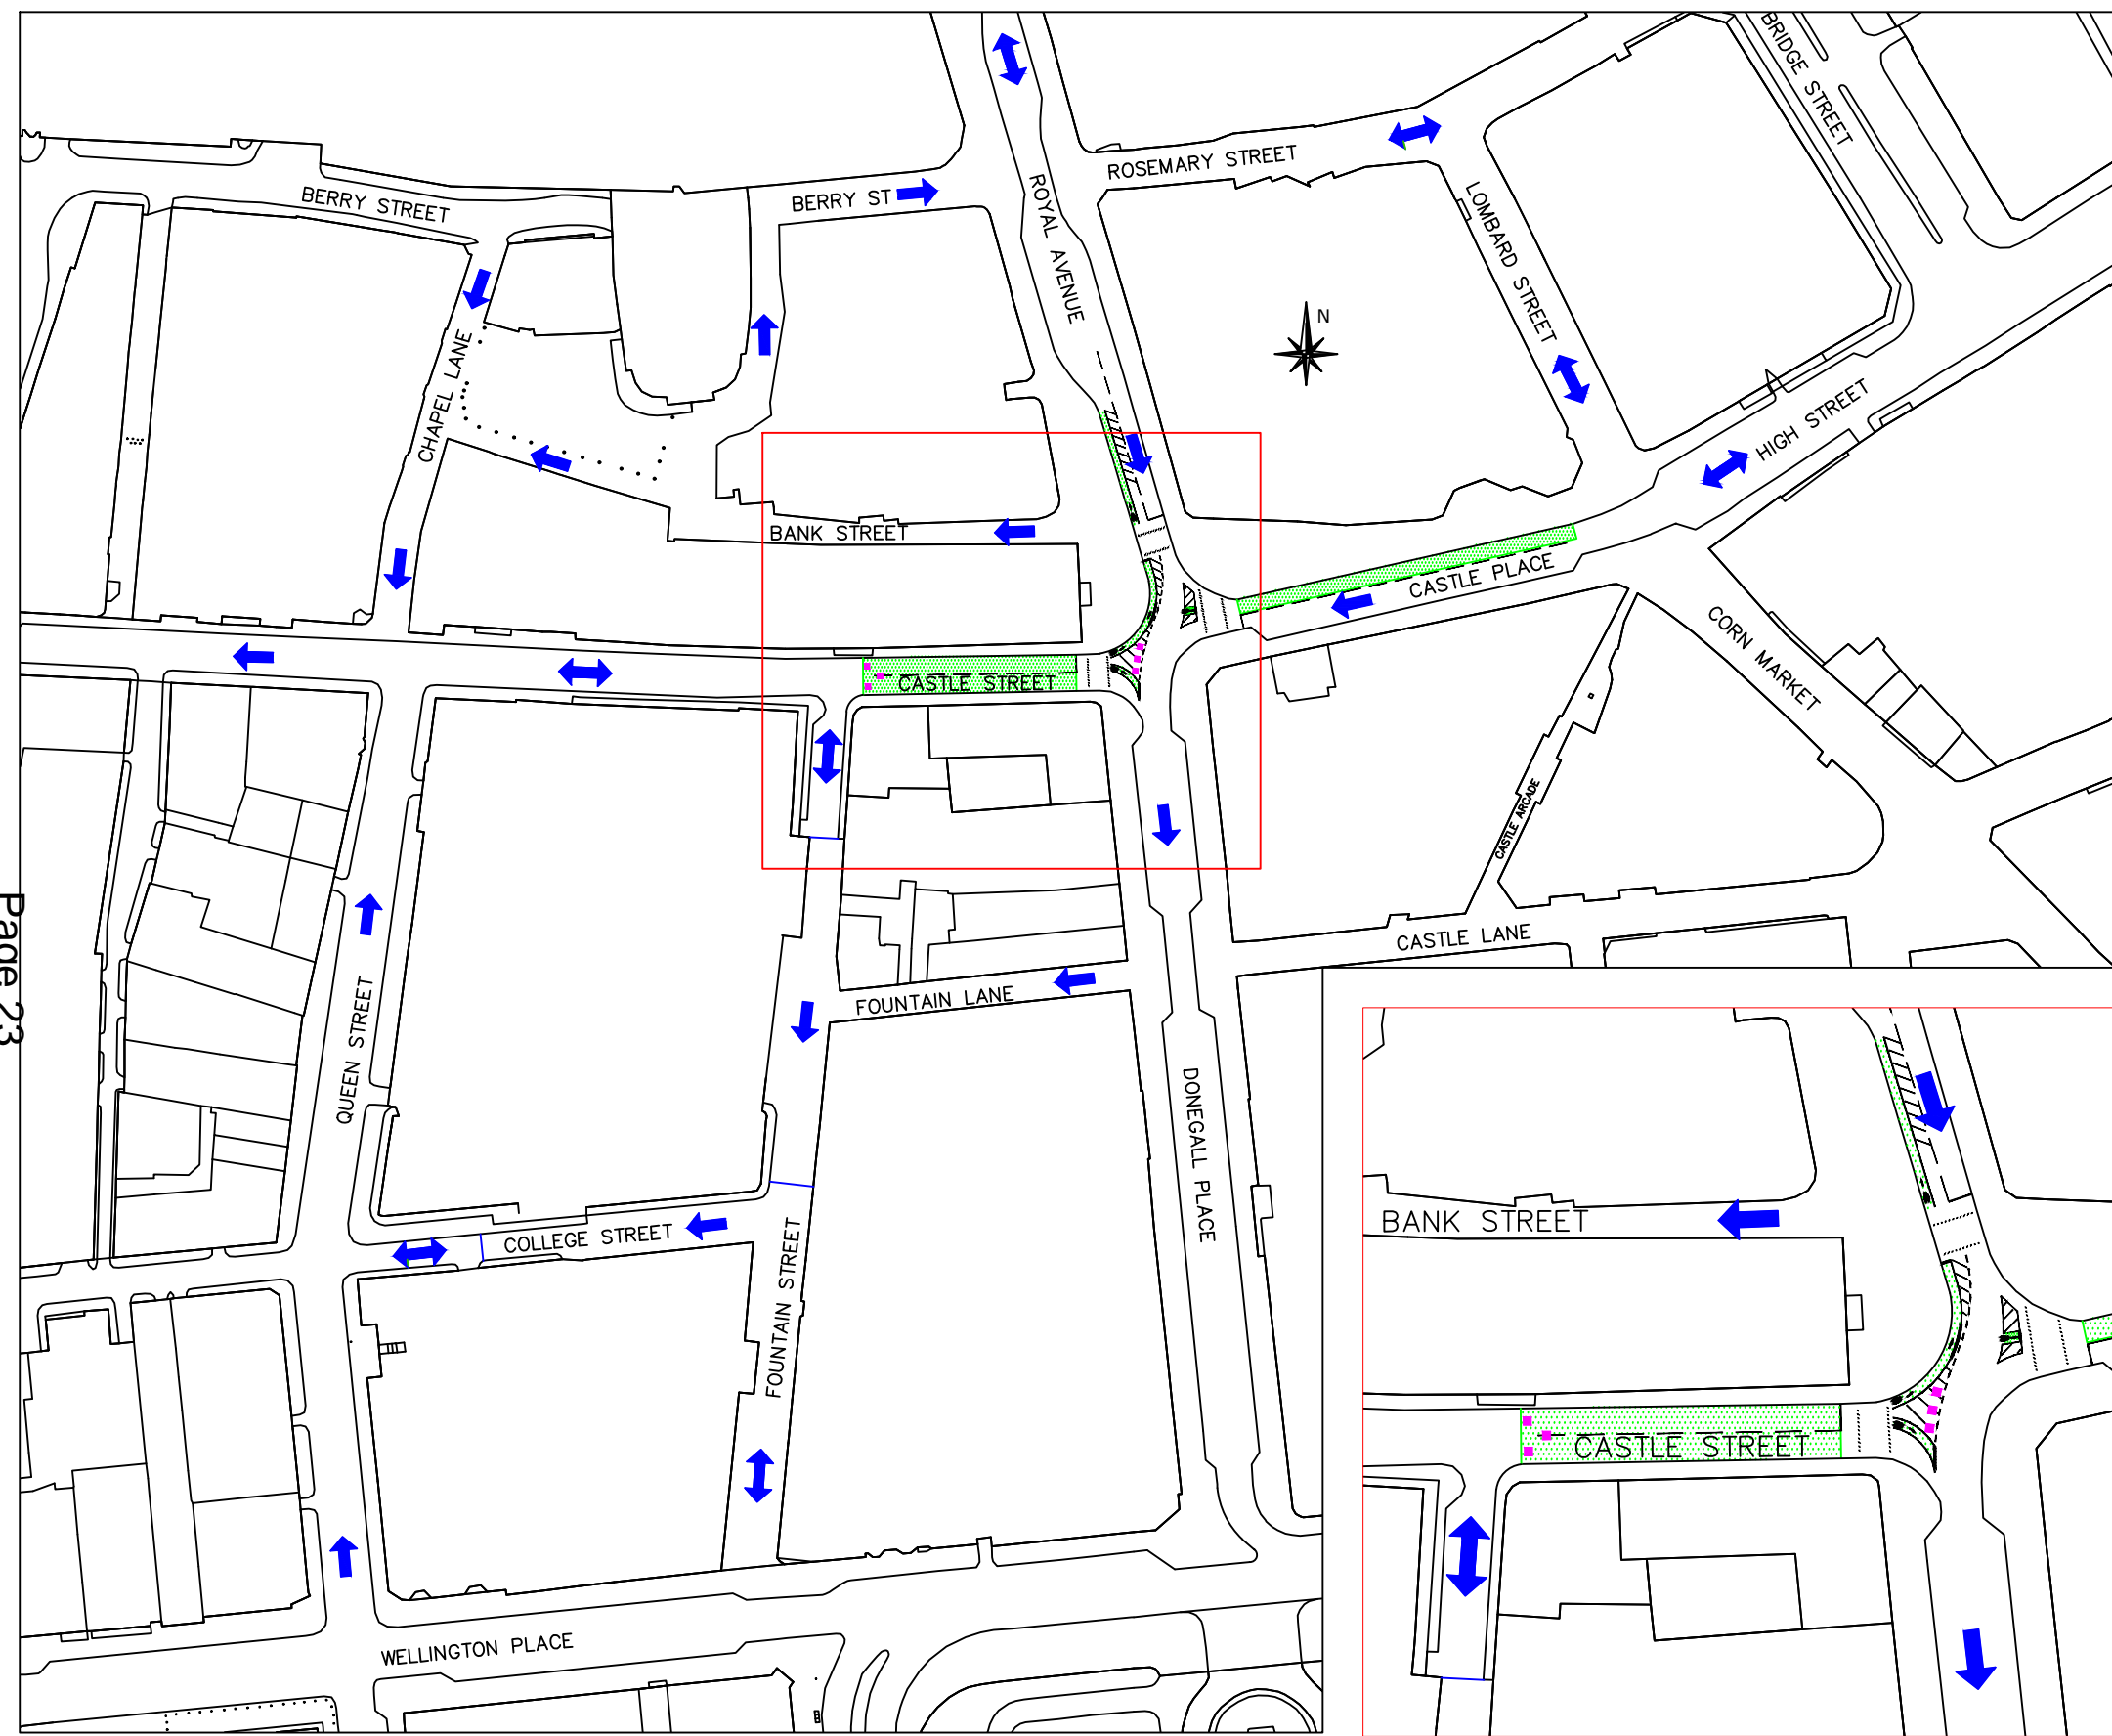 BRIDGE STREET
ROSEMARY STREET
BERRY STREET
BERRY ST
ROYAL AVENUE
LOMBARD STREET
N
CHAPEL LANE
HIGH STREET
BANK STREET
CASTLE PLACE
CORN MARKET
CASTLE STREET
CASTLE ARCADE
Page 23
CASTLE LANE
FOUNTAIN LANE
QUEEN STREET
DONEGALL PLACE
COLLEGE STREET
FOUNTAIN STREET
WELLINGTON PLACE
BANK STREET
CASTLE STREET